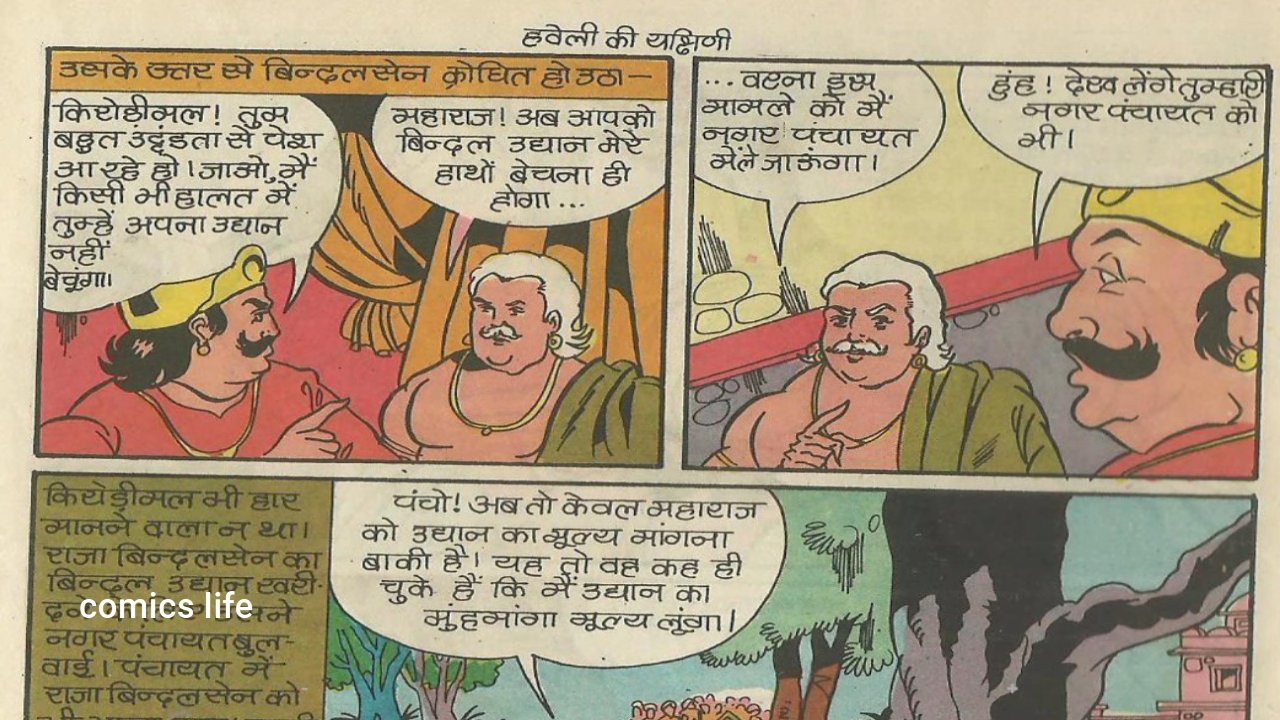 हवेली की यक्षिणी
उसके उत्तर से बिन्दलसेन क्रोधित हो उठा —
किरोड़ीमल! तुम
बहुत उद्दंडता से पेश
आ रहे हो। जाओ, मैं
किसी भी हालत में
तुम्हें अपना उद्यान
नहीं
बेचूंगा।
महाराज! अब आपको
बिन्दल उद्यान मेरे
हाथों बेचना ही
होगा ...
... वरना इस
मामले को मैं
नगर पंचायत
में ले जाऊंगा।
हुंह! देख लेंगे तुम्हारी
नगर पंचायत को
भी।
किरोड़ीमल भी हार
मानने वाला न था।
राजा बिन्दलसेन का
बिन्दल उद्यान खरी-
नगर पंचायत बुल-
वाई। पंचायत में
राजा बिन्दलसेन को
comics life
पंचो! अब तो केवल महाराज
को उद्यान का मूल्य मांगना
बाकी है। यह तो वह कह ही
चुके हैं कि मैं उद्यान का
मुंहमांगा मूल्य लूंगा।